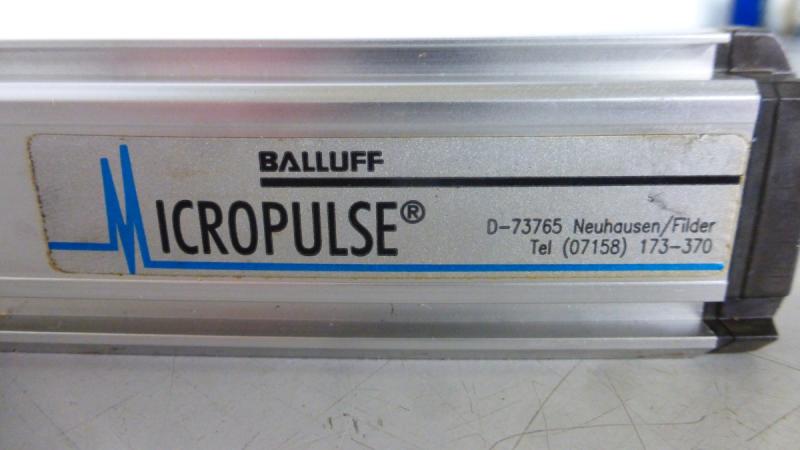 BALLUFF
MICROPULSE®
D-73765 Neuhausen/Filder
Tel (07158) 173-370